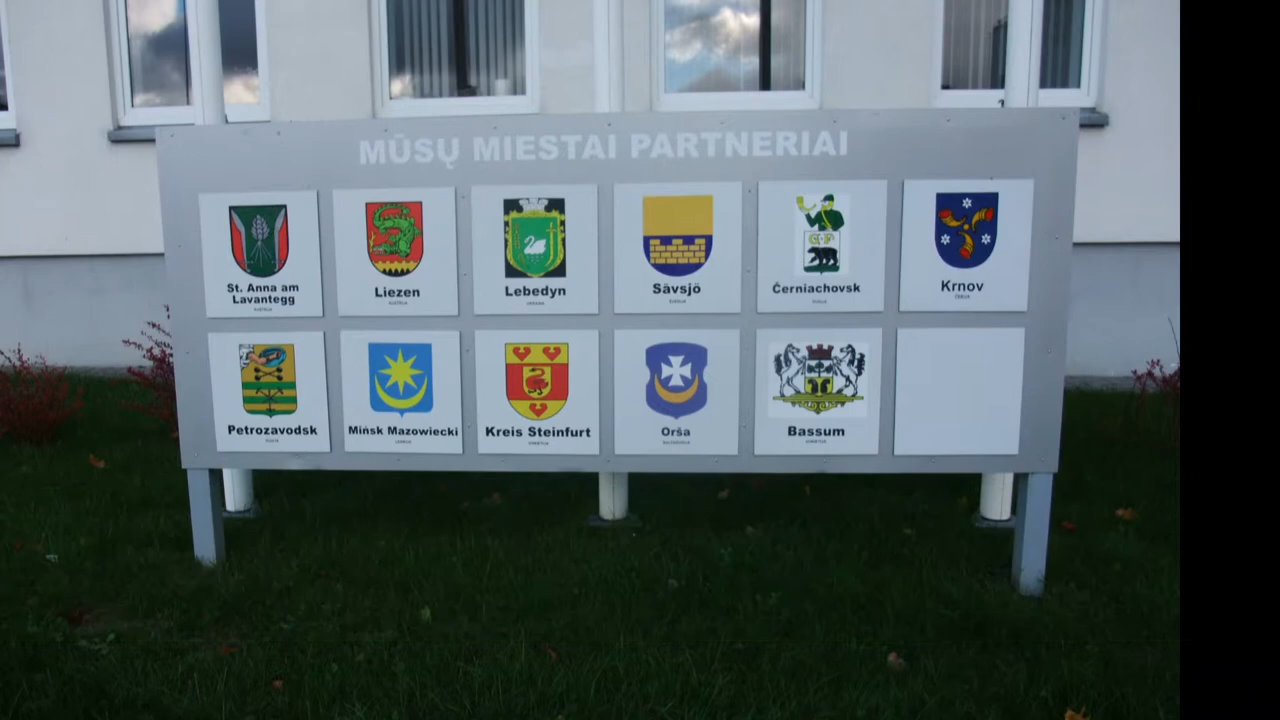 MŪSŲ MIESTAI PARTNERIAI
St. Anna am
Lavantegg
Liezen
Lebedyn
Sävsjö
Černiachovsk
Krnov
Petrozavodsk
Mińsk Mazowiecki
Kreis Steinfurt
Orša
Bassum